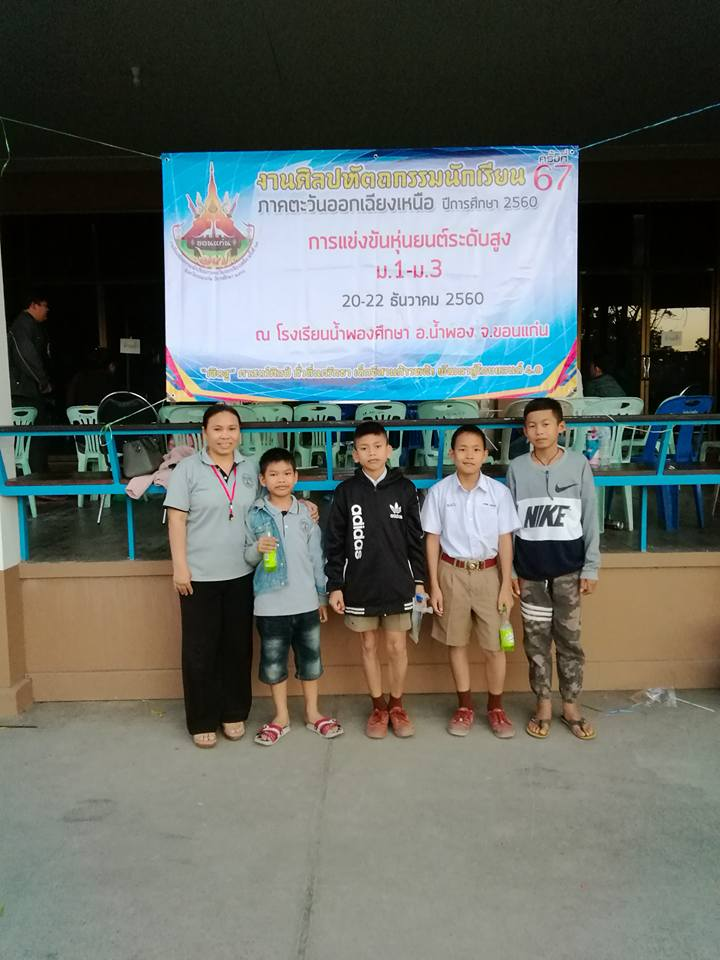 งานศิลปหัตถกรรมนักเรียน ครั้งที่ 67
ภาคตะวันออกเฉียงเหนือ ปีการศึกษา 2560
การแข่งขันหุ่นยนต์ระดับสูง
ม.1-ม.3
20-22 ธันวาคม 2560
ณ โรงเรียนน้ำพองศึกษา อ.น้ำพอง จ.ขอนแก่น
ขอนแก่น
adidas
adidas
NIKE